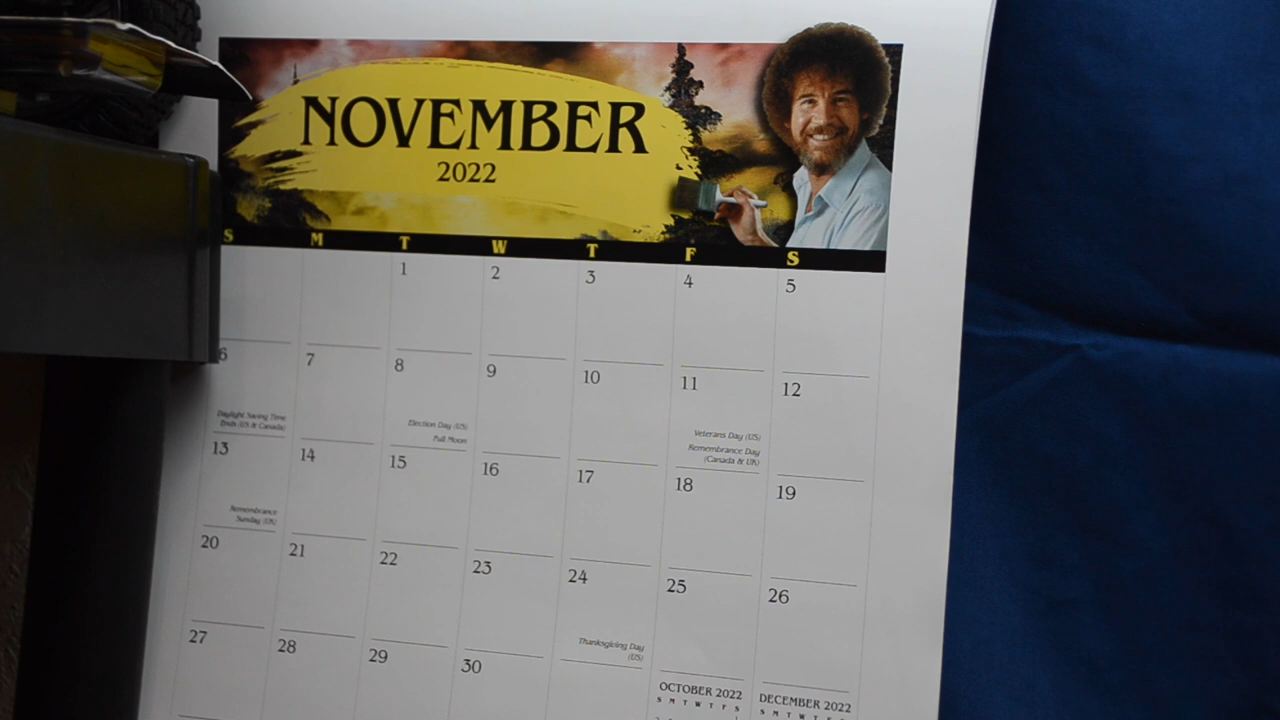 NOVEMBER
2022
S M T W T F S
1 2 3 4 5
6 7 8 9 10 11 12
Daylight Saving Time
Ends (US & Canada)
Election Day (US)
Full Moon
Veterans Day (US)
Remembrance Day
(Canada & UK)
13 14 15 16 17 18 19
Remembrance
Sunday (UK)
20 21 22 23 24 25 26
Thanksgiving Day
(US)
27 28 29 30
OCTOBER 2022
S M T W T F S
DECEMBER 2022
S M T W T F S